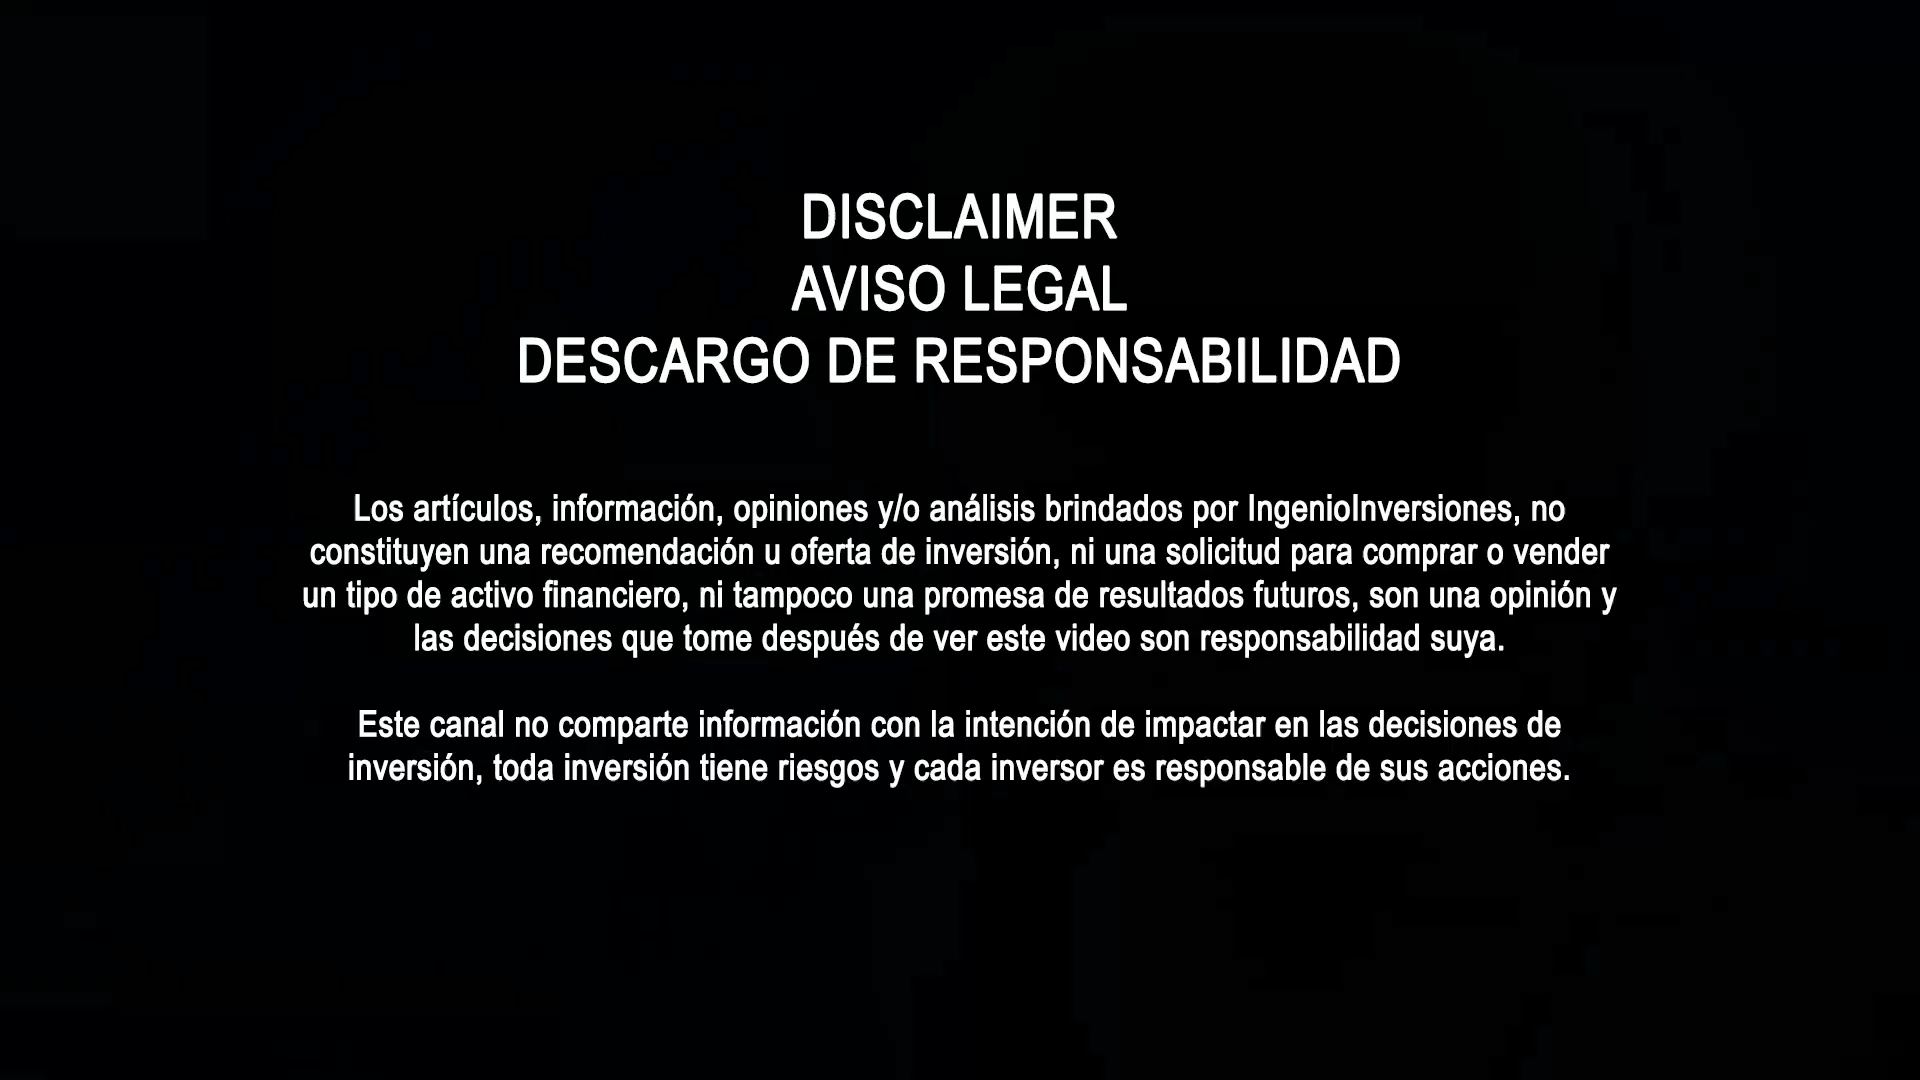 DISCLAIMER
AVISO LEGAL
DESCARGO DE RESPONSABILIDAD
Los artículos, información, opiniones y/o análisis brindados por IngenioInversiones, no
constituyen una recomendación u oferta de inversión, ni una solicitud para comprar o vender
un tipo de activo financiero, ni tampoco una promesa de resultados futuros, son una opinión y
las decisiones que tome después de ver este video son responsabilidad suya.
Este canal no comparte información con la intención de impactar en las decisiones de
inversión, toda inversión tiene riesgos y cada inversor es responsable de sus acciones.